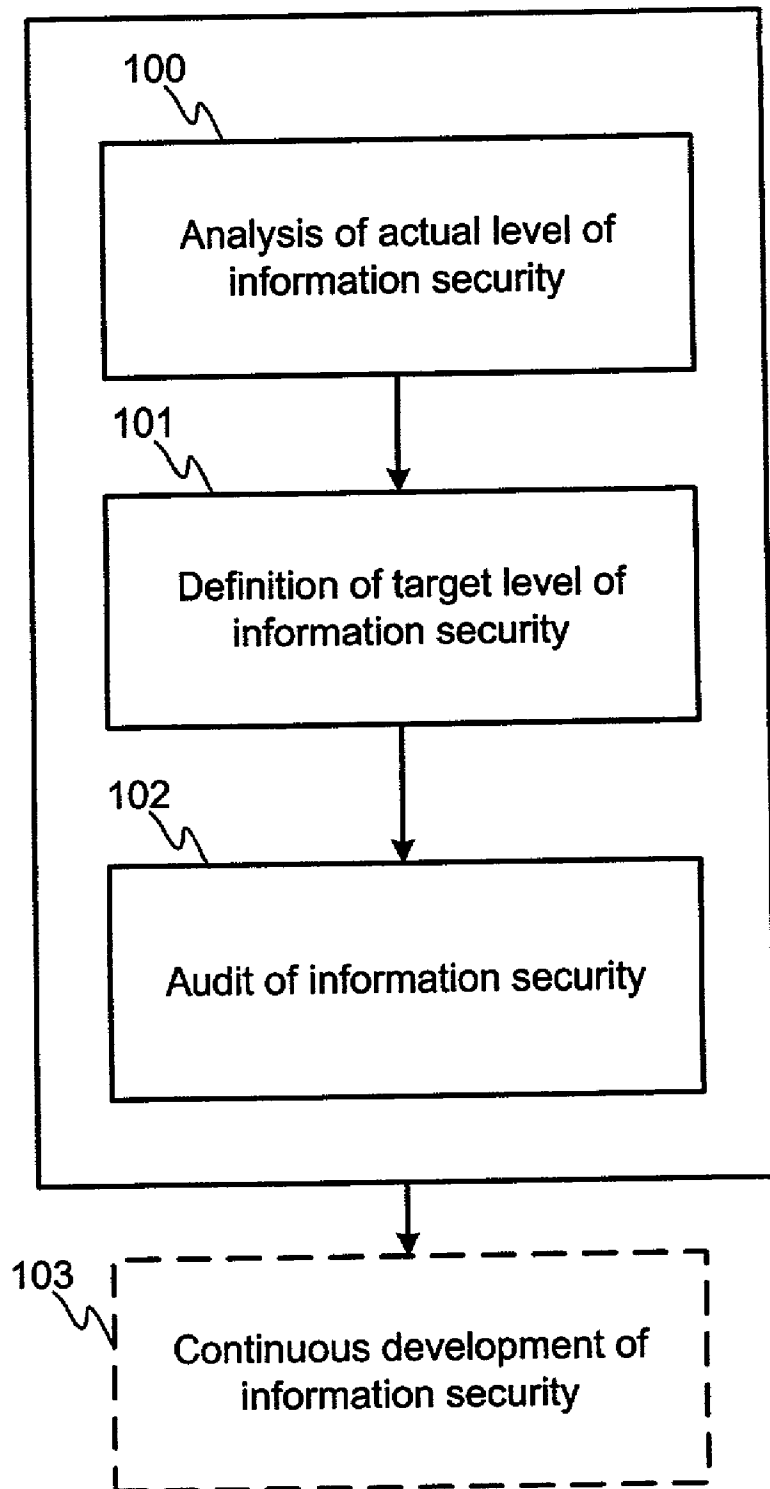 100
Analysis of actual level of
information security
101
Definition of target level of
information security
102
Audit of information security
103
Continuous development of
information security